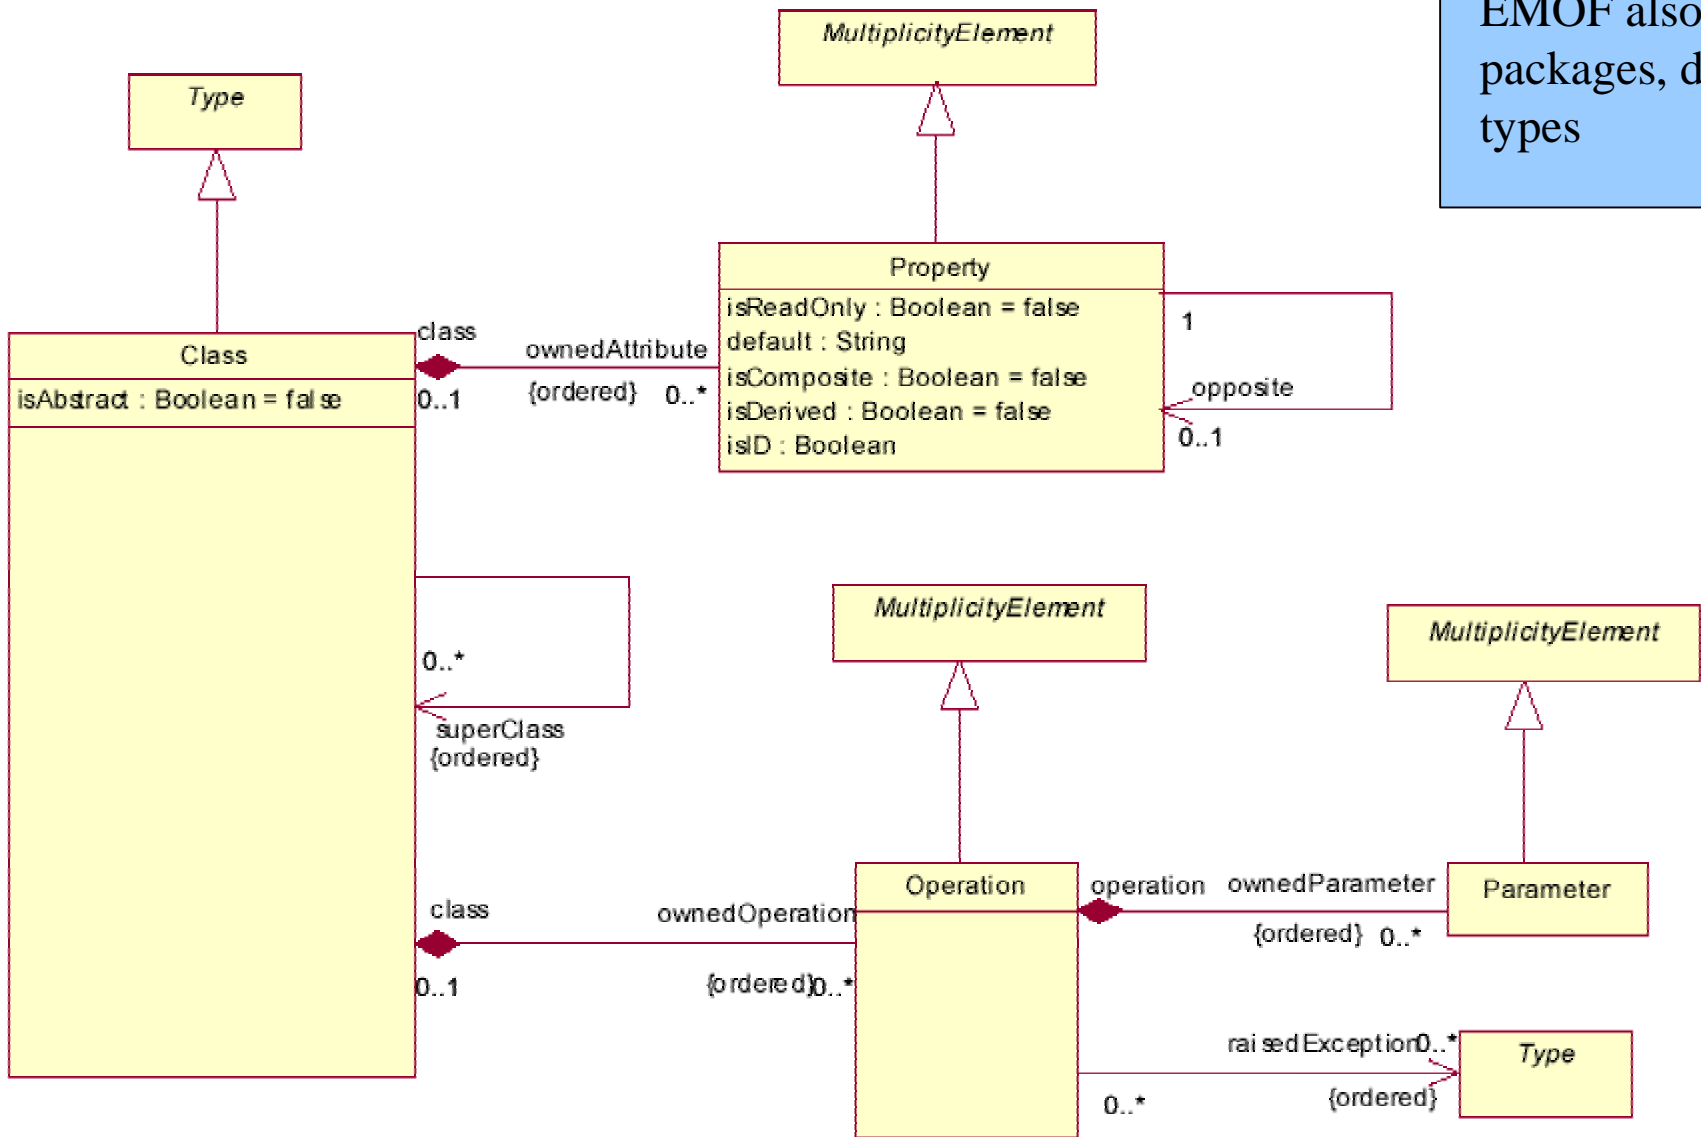 EMOF also
packages, d
types
MultiplicityElement
Type
Property
isReadOnly : Boolean = false
default : String
isComposite : Boolean = false
isDerived : Boolean = false
isID : Boolean
1
opposite
0..1
Class
isAbstract : Boolean = false
class
0..1
ownedAttribute
{ordered} 0..*
0..*
superClass
{ordered}
MultiplicityElement
MultiplicityElement
class
0..1
ownedOperation
{ordered}0..*
Operation
operation
ownedParameter
{ordered} 0..*
Parameter
raisedException0..*
{ordered}
0..*
Type